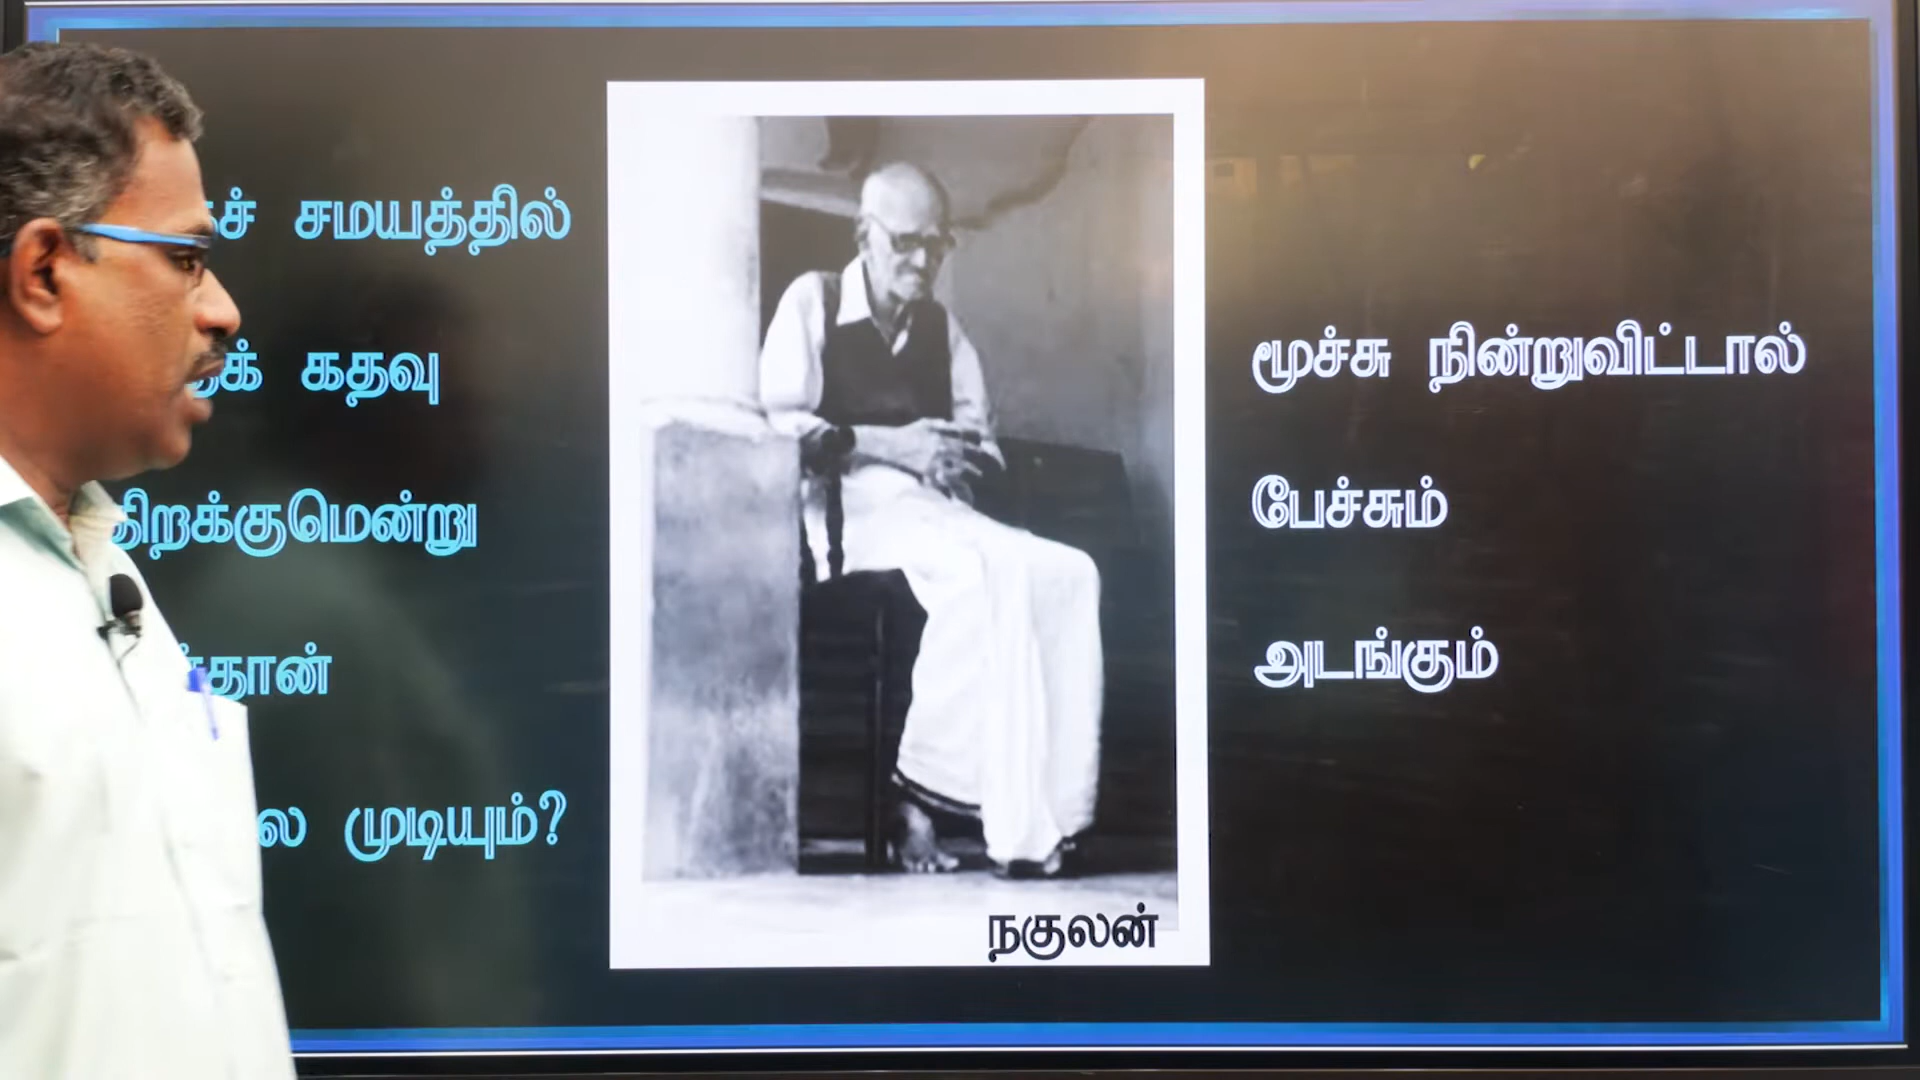 சமயத்தில்
கதவு
திறக்குமென்று
முடியும்?
நகுலன்
மூச்சு நின்றுவிட்டால்
பேச்சும்
அடங்கும்